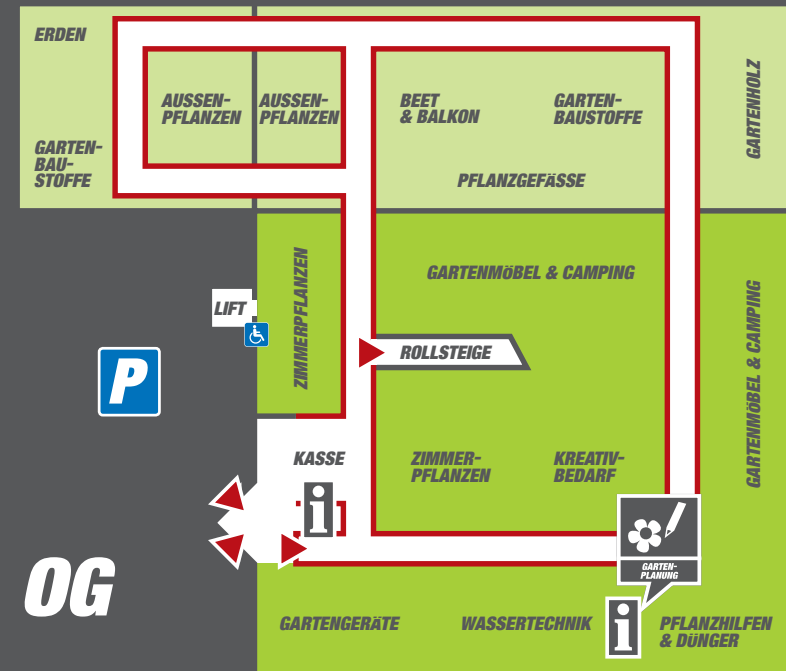 ERDEN
AUSSEN-
PFLANZEN
AUSSEN-
PFLANZEN
BEET
& BALKON
GARTEN-
BAUSTOFFE
GARTENHOLZ
GARTEN-
BAU-
STOFFE
PFLANZGEFÄSSE
ZIMMERPFLANZEN
GARTENMÖBEL & CAMPING
LIFT
GARTENMÖBEL & CAMPING
P
ROLLSTEIGE
KASSE
ZIMMER-
PFLANZEN
KREATIV-
BEDARF
i
GARTEN-
PLANUNG
OG
GARTENGERÄTE
WASSERTECHNIK
i
PFLANZHILFEN
& DÜNGER